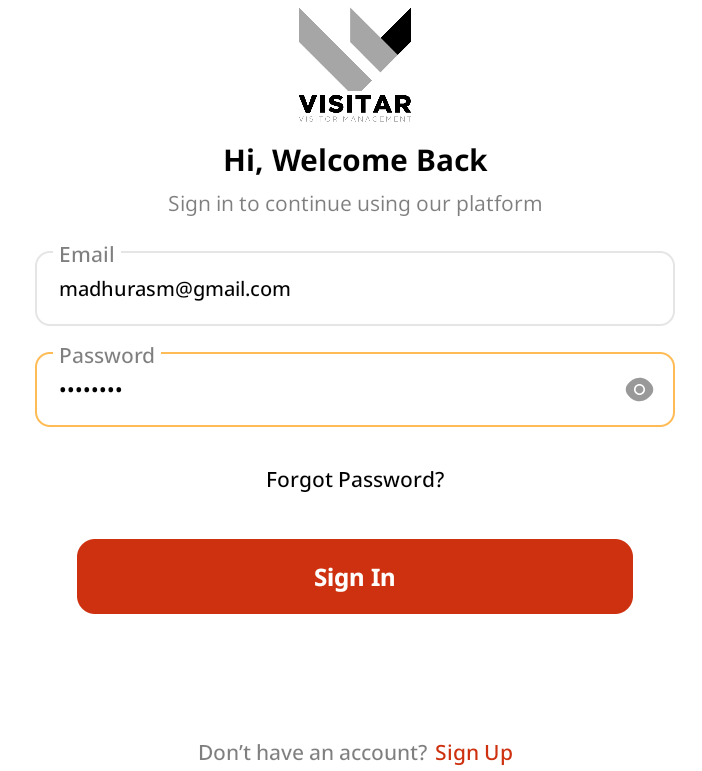 VISITAR
VISITOR MANAGEMENT
Hi, Welcome Back
Sign in to continue using our platform
Email
madhurasm@gmail.com
Password
••••••••
Forgot Password?
Sign In
Don’t have an account? Sign Up